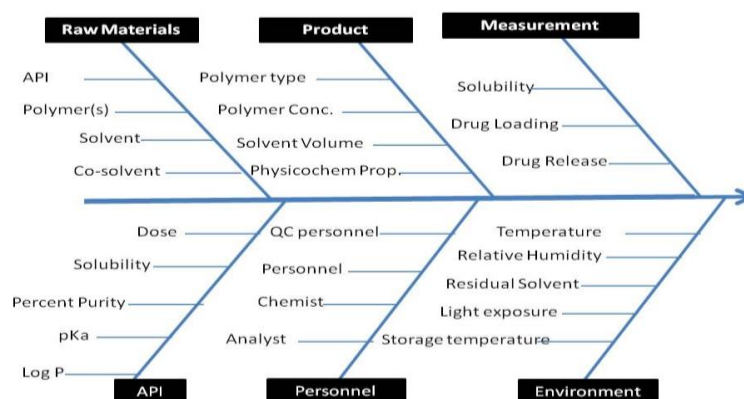 Raw Materials
API
Polymer(s)
Solvent
Co-solvent
Product
Polymer type
Polymer Conc.
Solvent Volume
Physicochem Prop.
Measurement
Solubility
Drug Loading
Drug Release
Dose
Solubility
Percent Purity
pKa
Log P
API
QC personnel
Personnel
Chemist
Analyst
Personnel
Temperature
Relative Humidity
Residual Solvent
Light exposure
Storage temperature
Environment